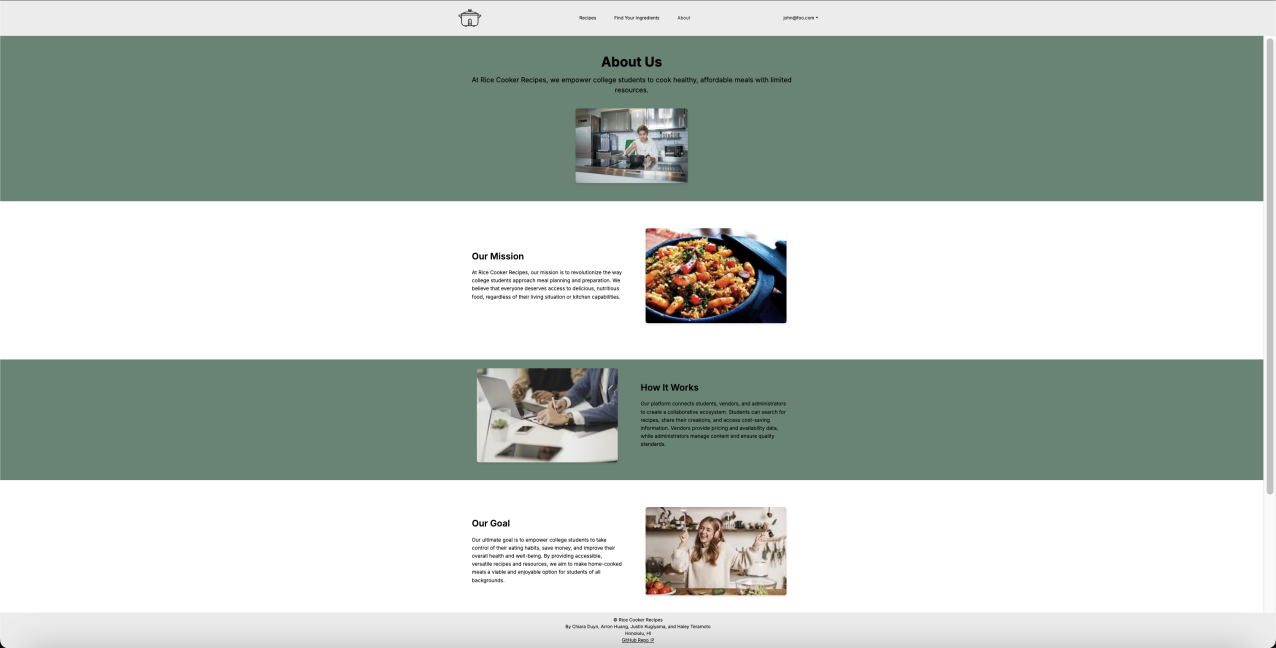 Recipes
Find Your Ingredients
About
john@foo.com
About Us
At Rice Cooker Recipes, we empower college students to cook healthy, affordable meals with limited
resources.
Our Mission
At Rice Cooker Recipes, our mission is to revolutionize the way
college students approach meal planning and preparation. We
believe that everyone deserves access to delicious, nutritious
food, regardless of their living situation or kitchen capabilities.
How It Works
Our platform connects students, vendors, and administrators
to create a collaborative ecosystem. Students can search for
recipes, share their creations, and access cost-saving
information. Vendors provide pricing and availability data,
while administrators manage content and ensure quality
standards.
Our Goal
Our ultimate goal is to empower college students to take
control of their eating habits, save money, and improve their
overall health and well-being. By providing accessible,
versatile recipes and resources, we aim to make home-cooked
meals a viable and enjoyable option for students of all
backgrounds.
© Rice Cooker Recipes
By Chiara Duyn, Arron Huang, Justin Kugiyama, and Haley Teramoto
Honolulu, HI
GitHub Repo